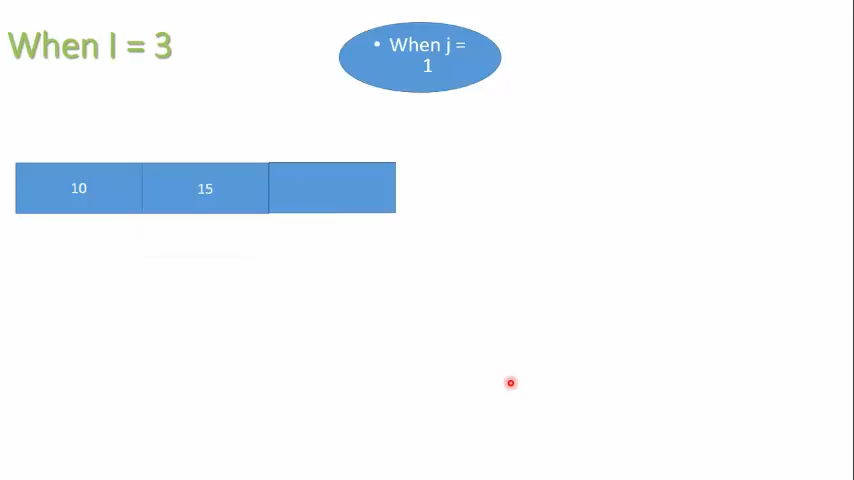 When I = 3
• When j =
1
10 15